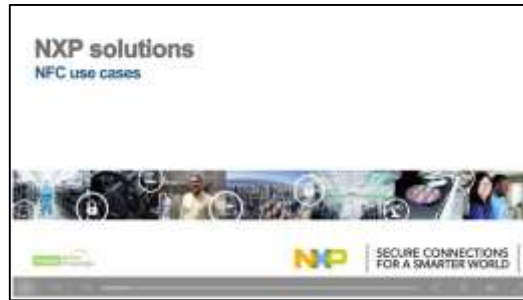 NXP solutions
NFC use cases
NXP
SECURE CONNECTIONS
FOR A SMARTER WORLD